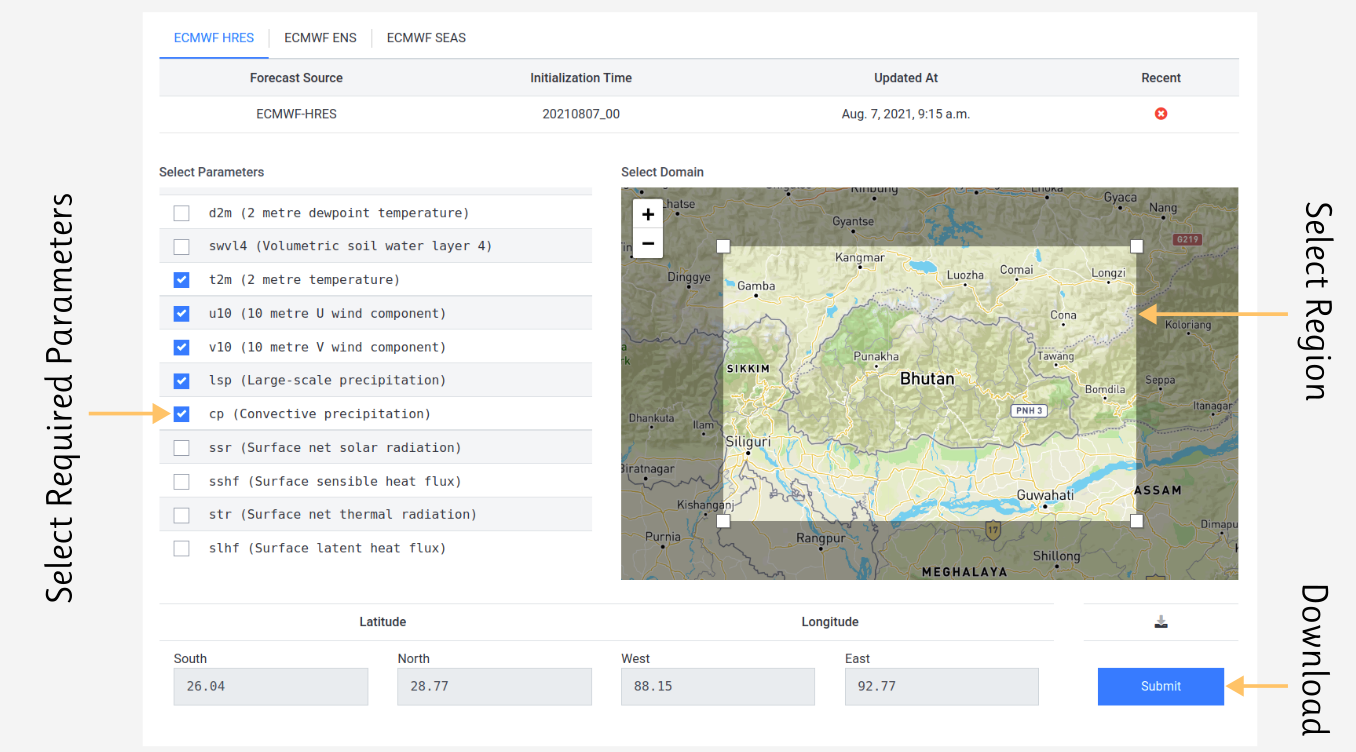 ECMWF HRES ECMWF ENS ECMWF SEAS
Forecast Source Initialization Time Updated At Recent
ECMWF-HRES 20210807_00 Aug. 7, 2021, 9:15 a.m.
Select Required Parameters
Select Parameters
d2m (2 metre dewpoint temperature)
swvl4 (Volumetric soil water layer 4)
t2m (2 metre temperature)
u10 (10 metre U wind component)
v10 (10 metre V wind component)
lsp (Large-scale precipitation)
cp (Convective precipitation)
ssr (Surface net solar radiation)
sshf (Surface sensible heat flux)
str (Surface net thermal radiation)
slhf (Surface latent heat flux)
Select Domain
+
−
Rinbung
Gyaca
Nang
Gyantse
G219
Kangmar
Dinggye
Gamba
Luozha
Comai
Longzi
Cona
Koloriang
Punakha
Tawang
SIKKIM
Bhutan
Bomdila
Seppa
PNH 3
Itanagar
Dhankuta
Ilam
Siliguri
Biratnagar
Guwahati
ASSAM
Kishanganj
Purnia
Rangpur
17
Dimapu
Shillong
MEGHALAYA
Select Region
Latitude Longitude
South North West East
26.04 28.77 88.15 92.77
Submit
Download